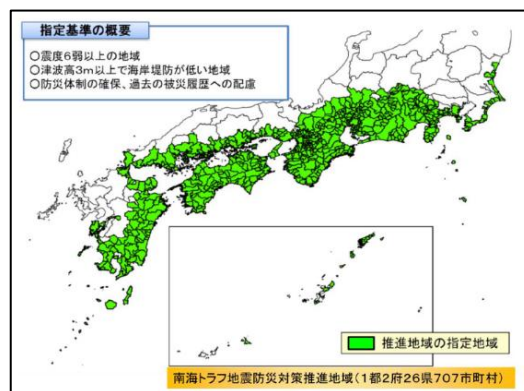 指定基準の概要
○震度6弱以上の地域
○津波高3m以上で海岸堤防が低い地域
○防災体制の確保、過去の被災履歴への配慮
推進地域の指定地域
南海トラフ地震防災対策推進地域(1都2府26県707市町村)